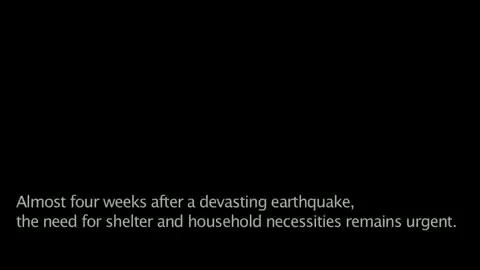 Almost four weeks after a devasting earthquake,
the need for shelter and household necessities remains urgent.